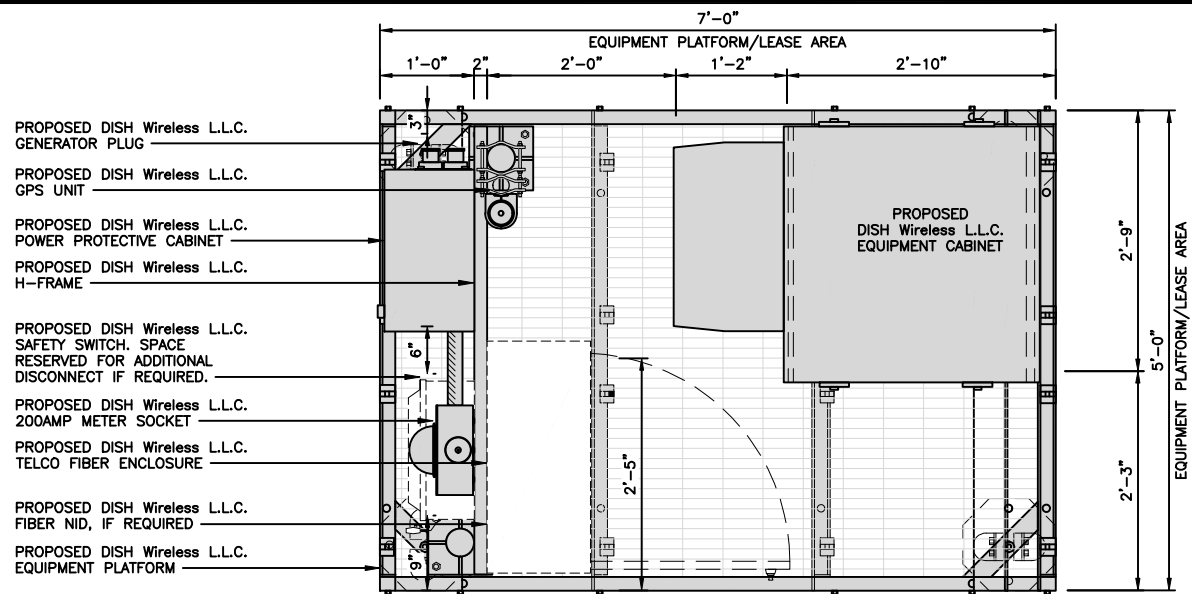 7'-0"
EQUIPMENT PLATFORM/LEASE AREA
1'-0"
2"
2'-0"
1'-2"
2'-10"
3"
PROPOSED DISH Wireless L.L.C.
GENERATOR PLUG
PROPOSED DISH Wireless L.L.C.
GPS UNIT
PROPOSED DISH Wireless L.L.C.
POWER PROTECTIVE CABINET
PROPOSED DISH Wireless L.L.C.
H-FRAME
PROPOSED DISH Wireless L.L.C.
SAFETY SWITCH. SPACE
RESERVED FOR ADDITIONAL
DISCONNECT IF REQUIRED.
PROPOSED DISH Wireless L.L.C.
200AMP METER SOCKET
PROPOSED DISH Wireless L.L.C.
TELCO FIBER ENCLOSURE
PROPOSED DISH Wireless L.L.C.
FIBER NID, IF REQUIRED
PROPOSED DISH Wireless L.L.C.
EQUIPMENT PLATFORM
PROPOSED
DISH Wireless L.L.C.
EQUIPMENT CABINET
6"
9"
2'-5"
2'-9"
2'-3"
5'-0"
EQUIPMENT PLATFORM/LEASE AREA